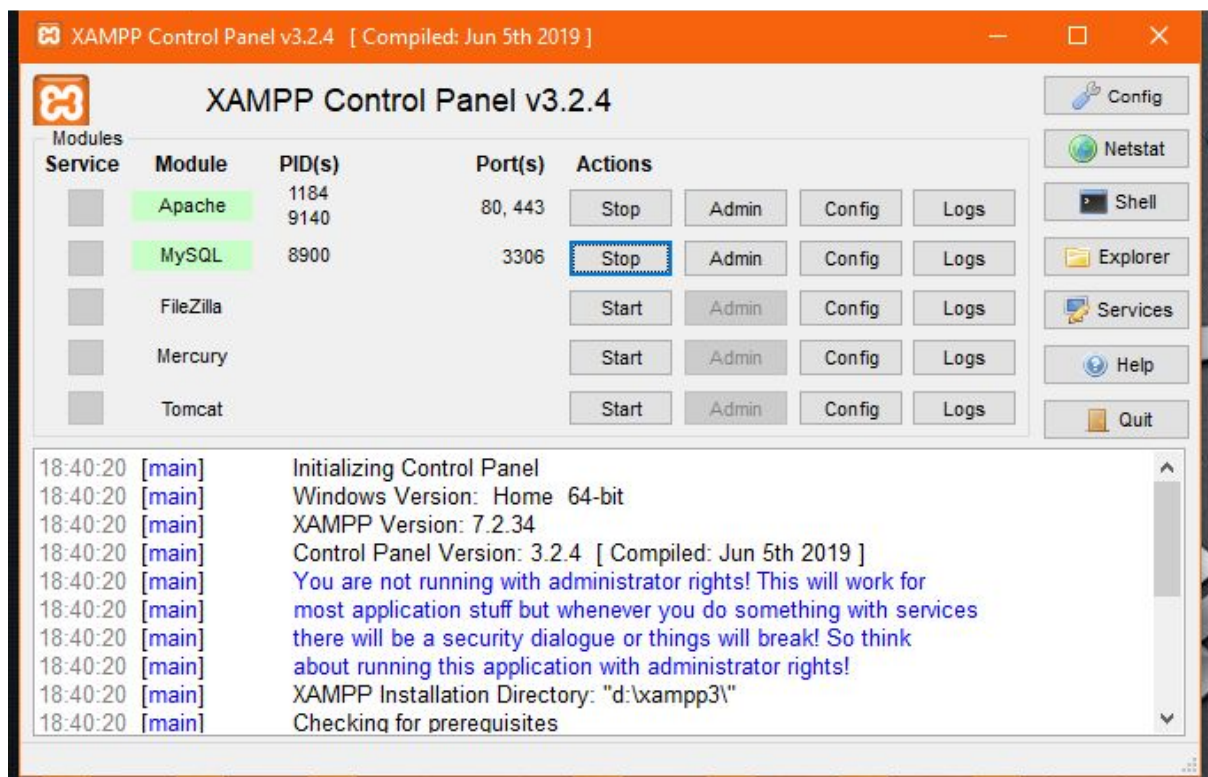 XAMPP Control Panel v3.2.4 [ Compiled: Jun 5th 2019 ]
XAMPP Control Panel v3.2.4
Config
Modules
Service Module PID(s) Port(s) Actions
Netstat
Apache 1184 9140 80, 443 Stop Admin Config Logs
Shell
MySQL 8900 3306 Stop Admin Config Logs
Explorer
FileZilla Start Admin Config Logs
Services
Mercury Start Admin Config Logs
Help
Tomcat Start Admin Config Logs
Quit
18:40:20 [main] Initializing Control Panel
18:40:20 [main] Windows Version: Home 64-bit
18:40:20 [main] XAMPP Version: 7.2.34
18:40:20 [main] Control Panel Version: 3.2.4 [ Compiled: Jun 5th 2019 ]
18:40:20 [main] You are not running with administrator rights! This will work for
18:40:20 [main] most application stuff but whenever you do something with services
18:40:20 [main] there will be a security dialogue or things will break! So think
18:40:20 [main] about running this application with administrator rights!
18:40:20 [main] XAMPP Installation Directory: "d:\xampp3\"
18:40:20 [main] Checking for prerequisites